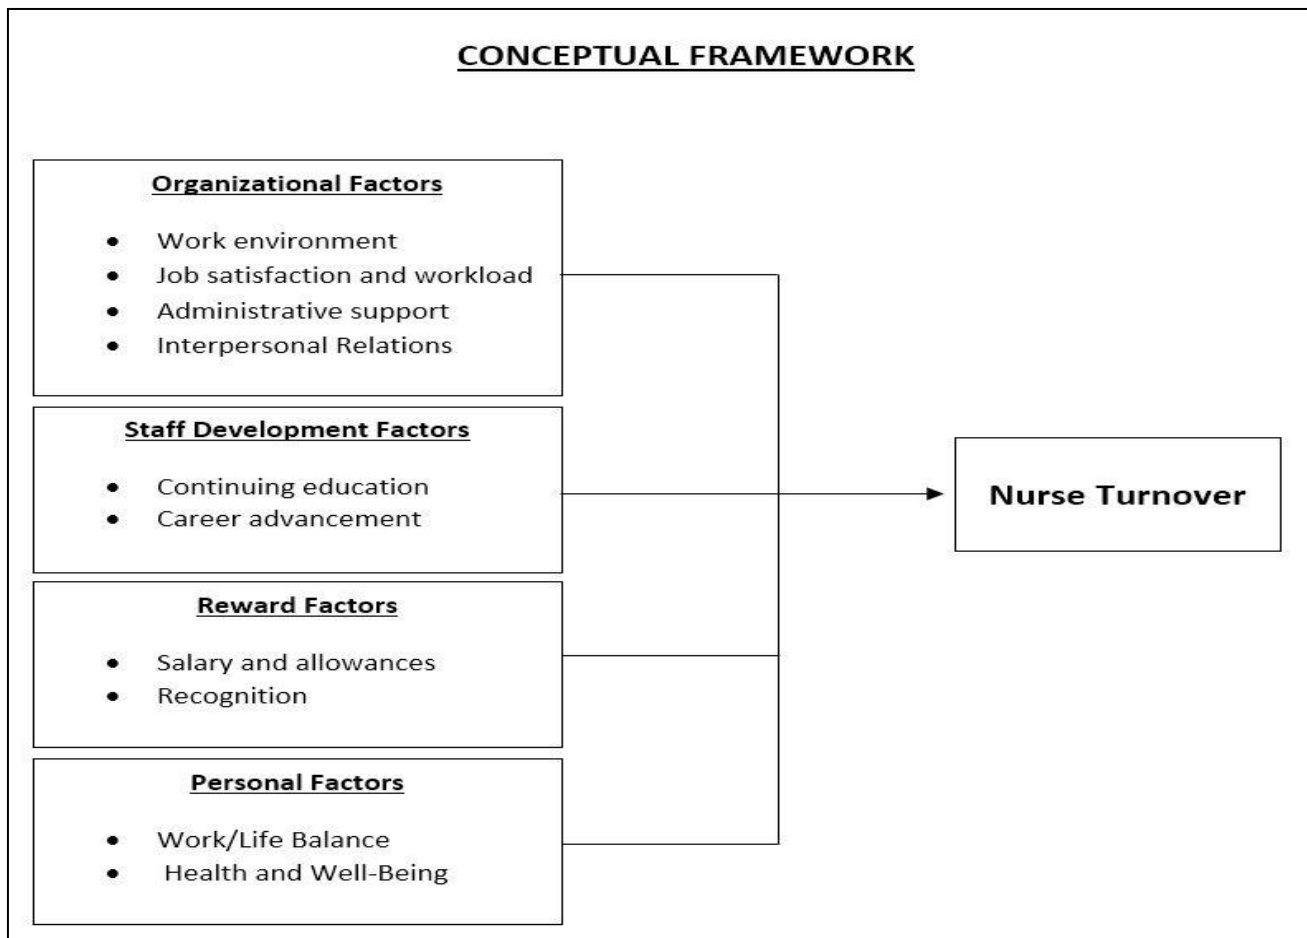 CONCEPTUAL FRAMEWORK
Organizational Factors
• Work environment
• Job satisfaction and workload
• Administrative support
• Interpersonal Relations
Staff Development Factors
• Continuing education
• Career advancement
Reward Factors
• Salary and allowances
• Recognition
Personal Factors
• Work/Life Balance
• Health and Well-Being
Nurse Turnover